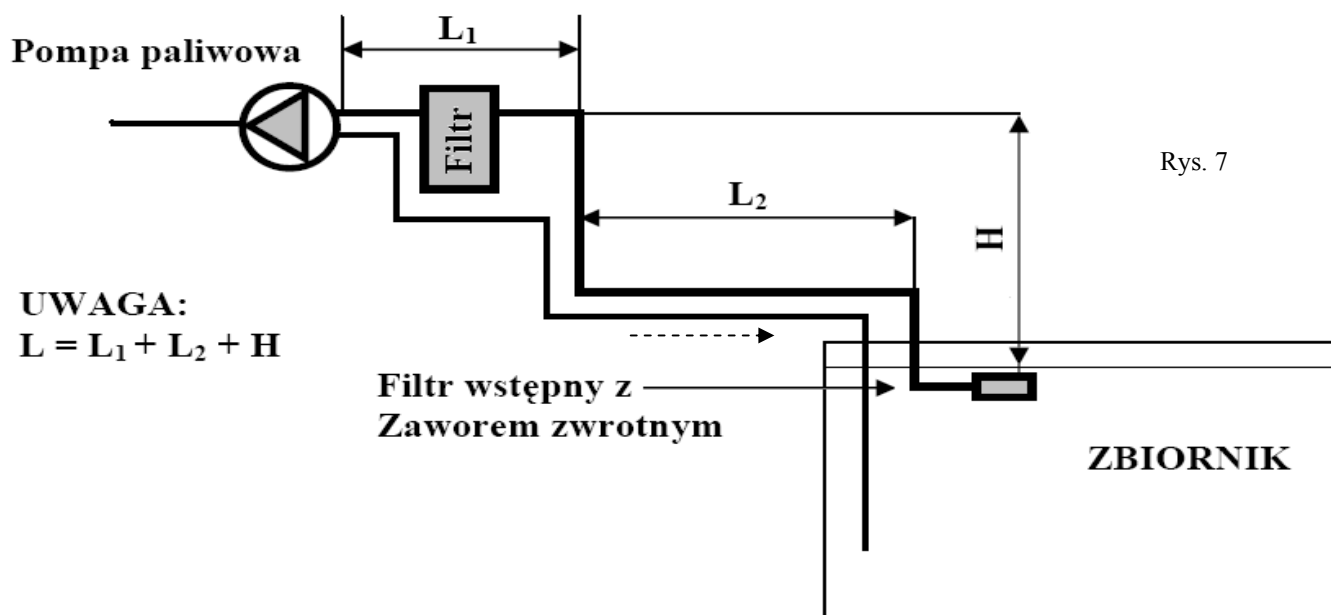 L₁
Pompa paliwowa
Filtr
Rys. 7
L₂
H
UWAGA:
L = L₁ + L₂ + H
Filtr wstępny z
Zaworem zwrotnym
ZBIORNIK